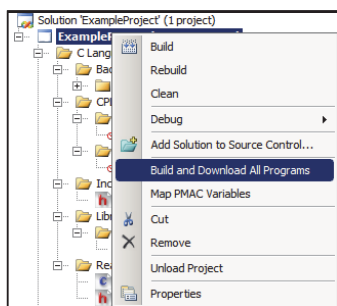 Solution 'ExampleProject' (1 project)
Build
C Lang
Rebuild
Clean
Debug
Add Solution to Source Control...
Build and Download All Programs
Map PMAC Variables
Cut
Remove
Unload Project
Properties